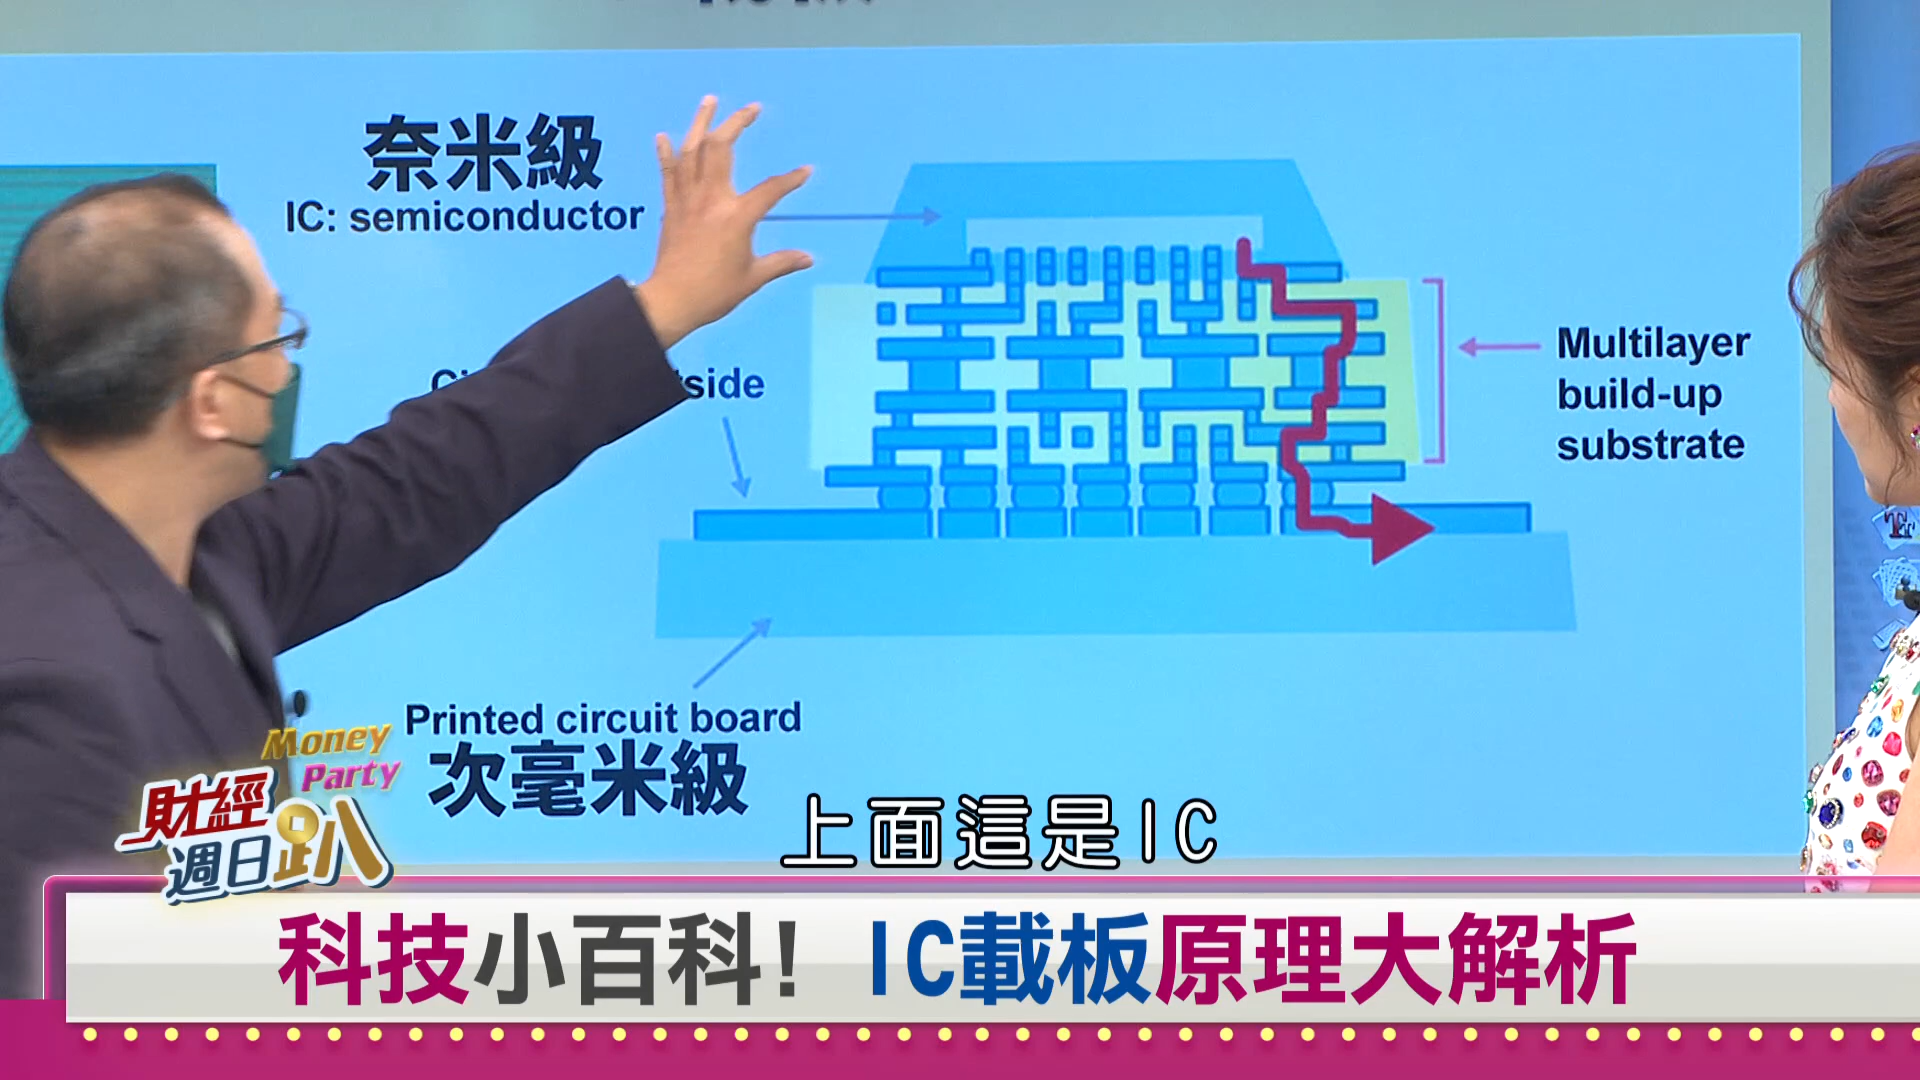 奈米級
IC: semiconductor
Multilayer
build-up
substrate
Printed circuit board
次毫米級
Money
Party
財經
週日趴
上面這是IC
科技小百科! IC載板原理大解析